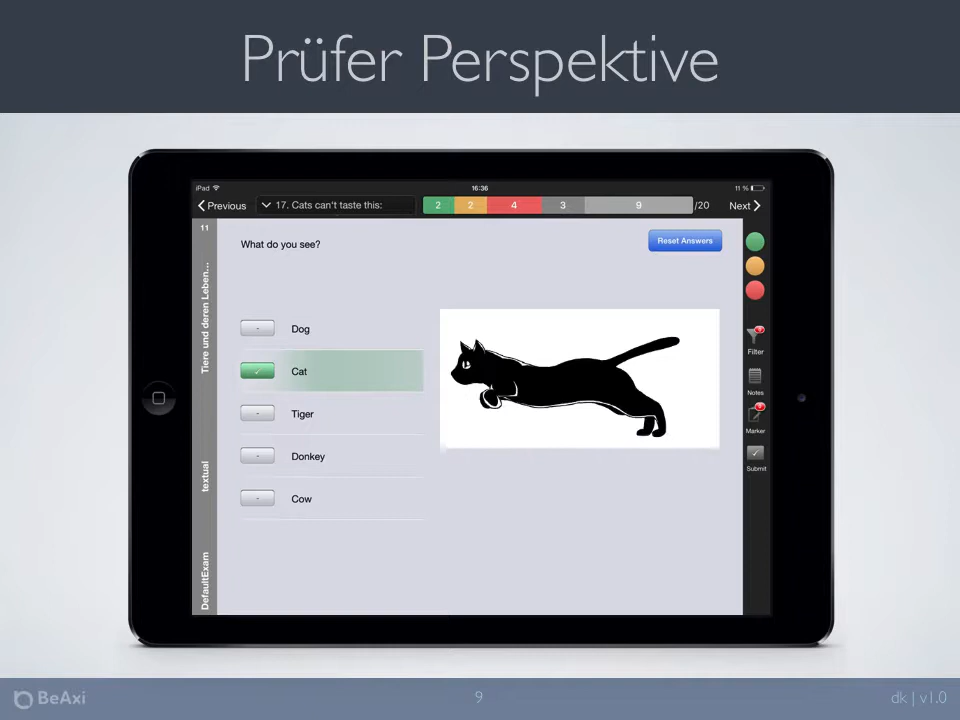 Prüfer Perspektive
iPad 16:36 11 %
Previous 17. Cats can't taste this: 2 2 4 3 9 /20 Next
11
Tiere und deren Leben...
textual
DefaultExam
What do you see?
Reset Answers
- Dog
✓ Cat
- Tiger
- Donkey
- Cow
Filter
Notes
Marker
Submit
BeAxi 9 dk | v1.0